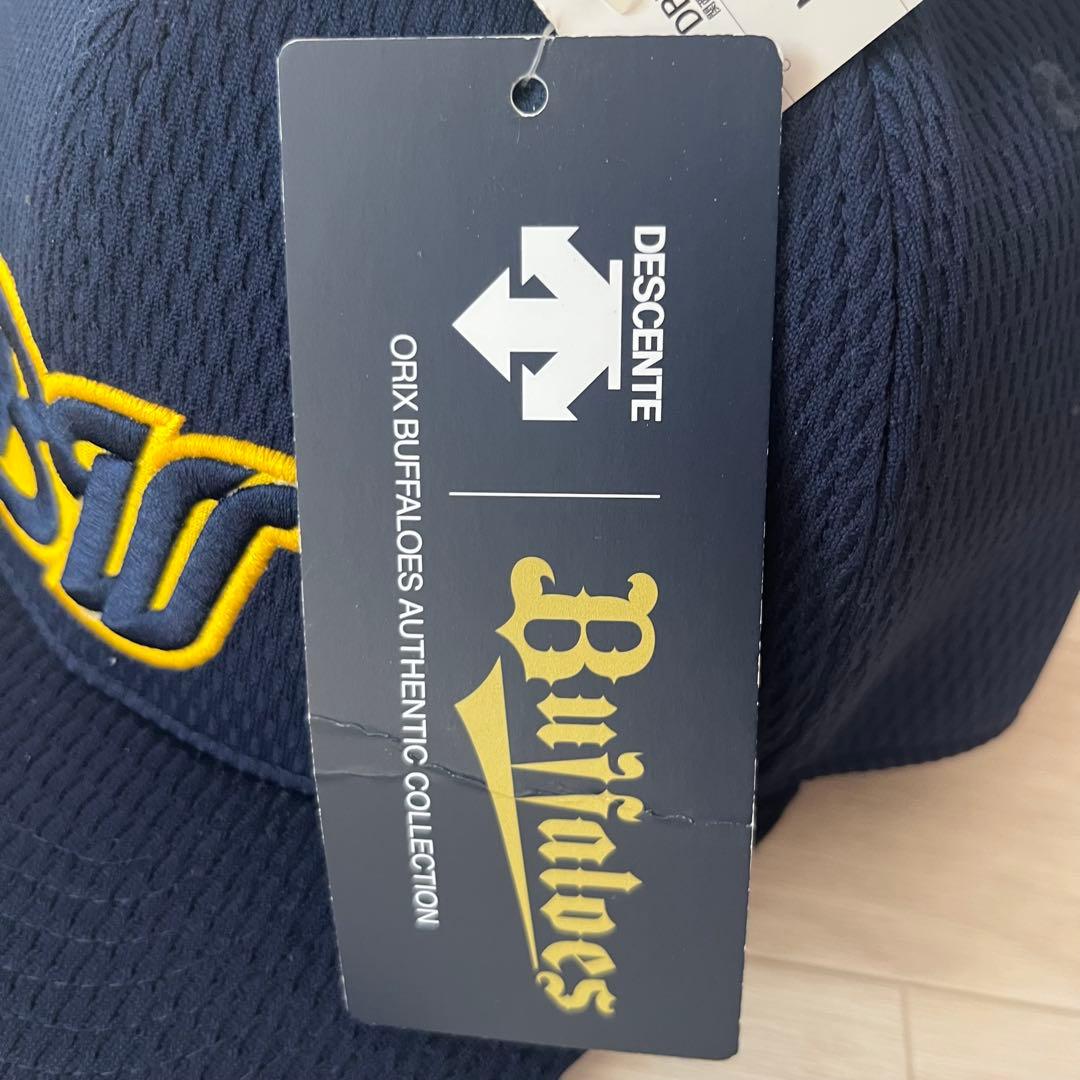 DESCENTE
Buffaloes
ORIX BUFFALOES AUTHENTIC COLLECTION